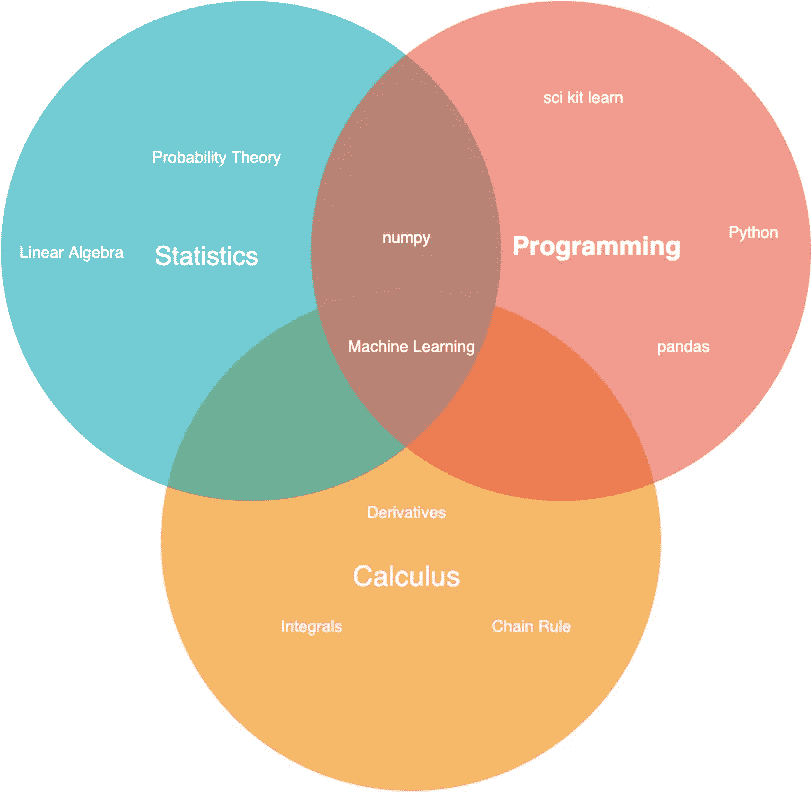 sci kit learn
Probability Theory
Linear Algebra
Statistics
numpy
Programming
Python
Machine Learning
pandas
Derivatives
Calculus
Integrals
Chain Rule